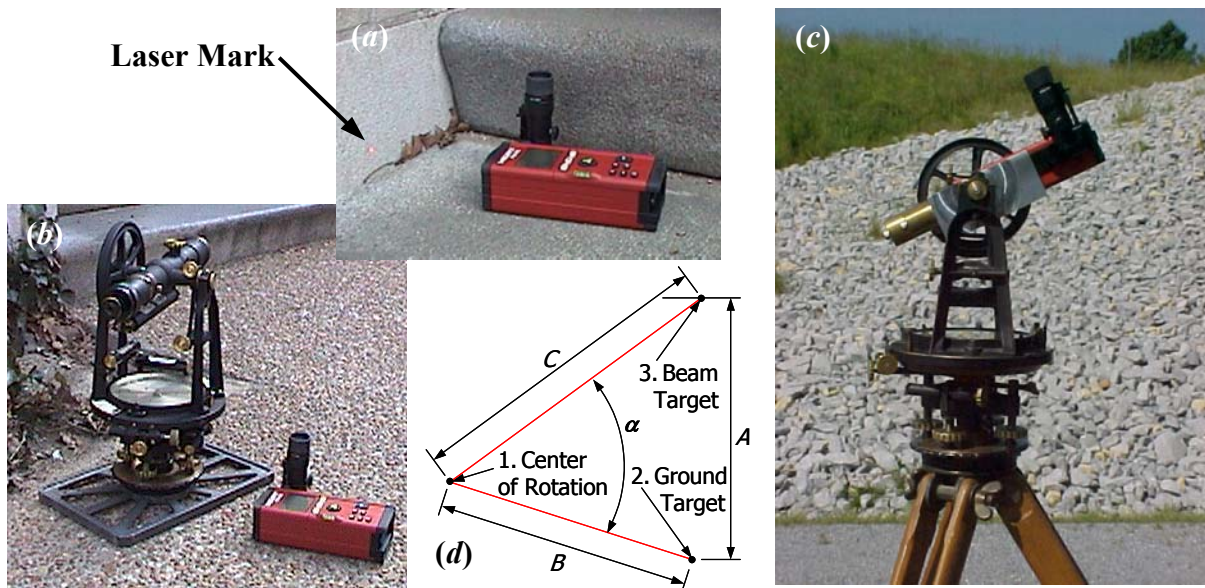 Laser Mark
(a)
(b)
(c)
C
3. Beam
Target
α
A
1. Center
of Rotation
2. Ground
Target
B
(d)